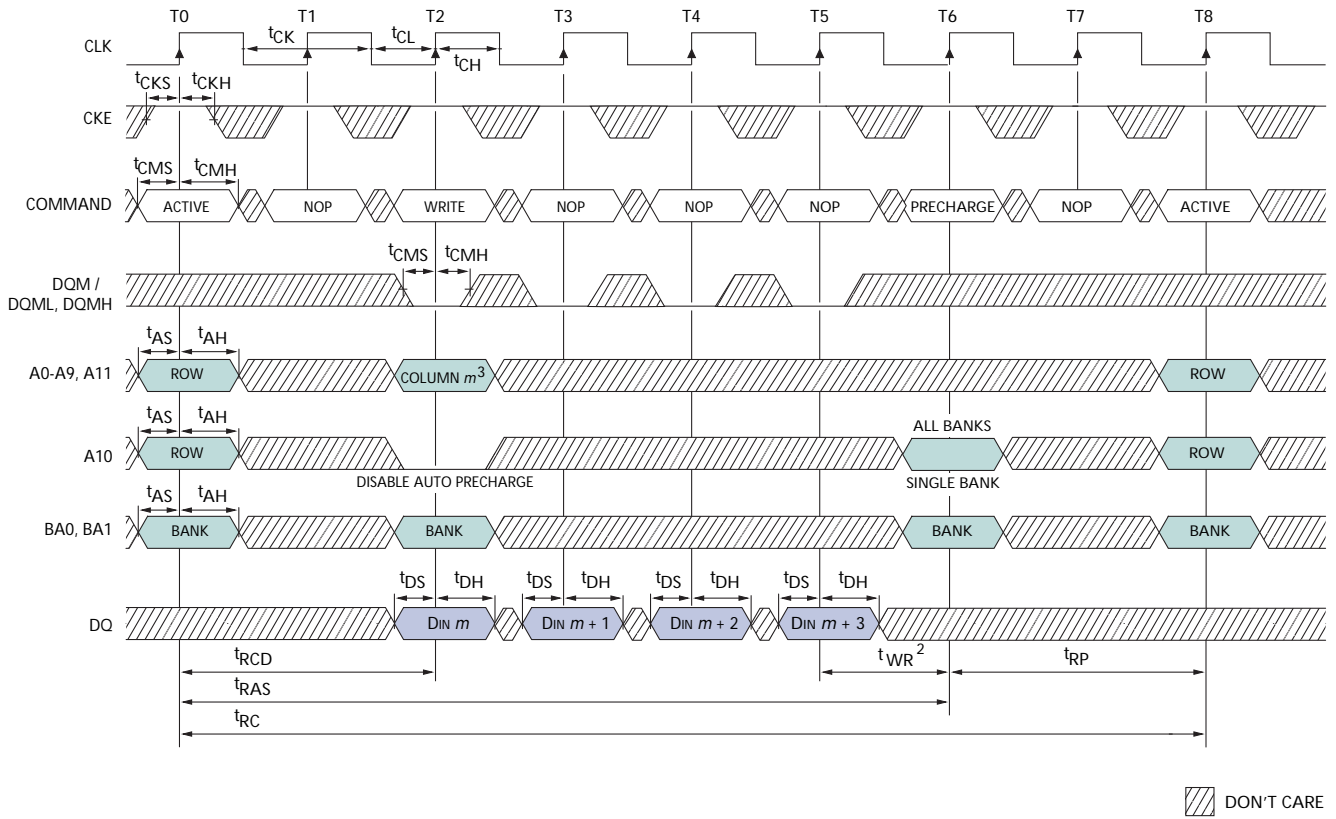 T0 T1 T2 T3 T4 T5 T6 T7 T8
CLK tCK tCL tCH
tCKS tCKH
CKE
tCMS tCMH
COMMAND ACTIVE NOP WRITE NOP NOP NOP PRECHARGE NOP ACTIVE
tCMS tCMH
DQM /
DQML, DQMH
tAS tAH
A0-A9, A11 ROW COLUMN m3 ROW
tAS tAH ALL BANKS
A10 ROW ROW
DISABLE AUTO PRECHARGE SINGLE BANK
tAS tAH
BA0, BA1 BANK BANK BANK BANK
tDS tDH tDS tDH tDS tDH tDS tDH
DQ DIN m DIN m + 1 DIN m + 2 DIN m + 3
tRCD tWR2 tRP
tRAS
tRC
DON'T CARE